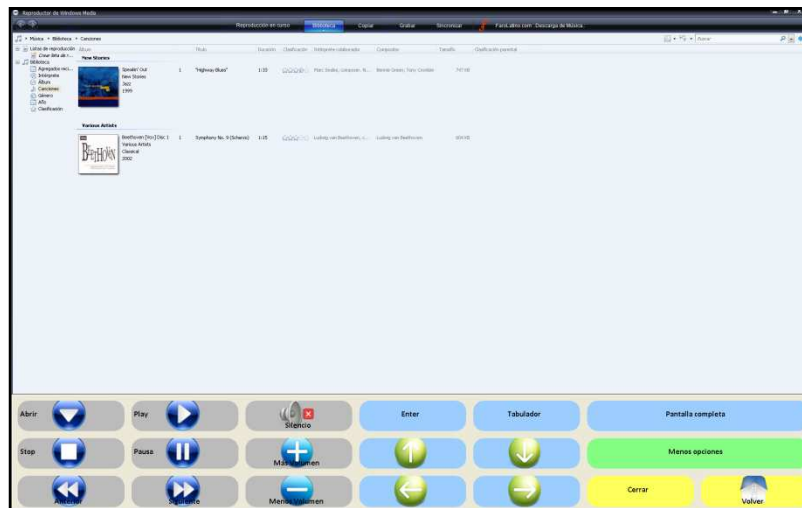 Reproductor de Windows Media
Reproducción en curso Biblioteca Copiar Grabar Sincronizar
Música Biblioteca Canciones Buscar
Listas de reproducción Álbum Título Duración Clasificación Compositor Tamaño Clasificación parental
Biblioteca New Stories
Agregados reci... Speakin' Out 1 "Highway Blues" 1:33
Intérprete New Stories
Álbum Jazz
Canciones 1999
Género
Año
Clasificación
Various Artists
Beethoven 1 Symphony No. 9 (Scherzo) 1:15 Ludwig van Beethoven
Various Artists
Classical
2002
BEETHOVEN
Abrir Play Silencio Enter Tabulador Pantalla completa
Stop Pausa Más Volumen Menos opciones
Anterior Siguiente Menos Volumen Cerrar Volver